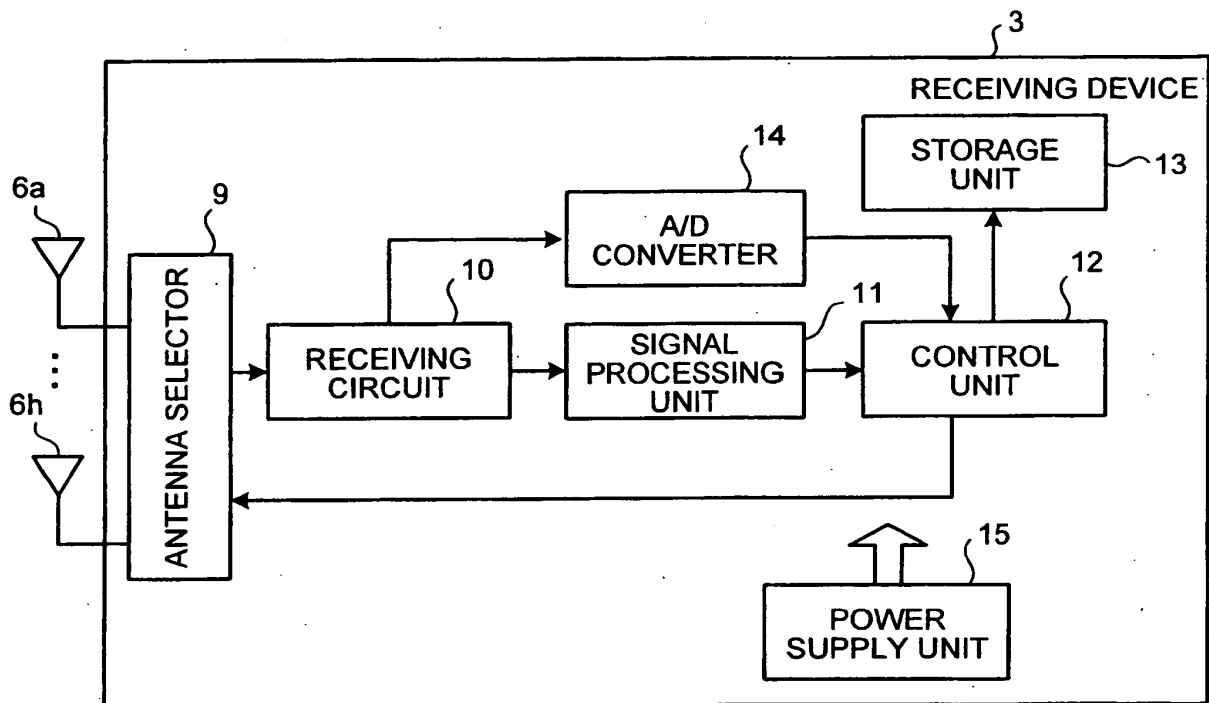 3
RECEIVING DEVICE
STORAGE
UNIT
13
14
A/D
CONVERTER
6a
9
ANTENNA SELECTOR
10
RECEIVING
CIRCUIT
11
SIGNAL
PROCESSING
UNIT
12
CONTROL
UNIT
...
6h
15
POWER
SUPPLY UNIT